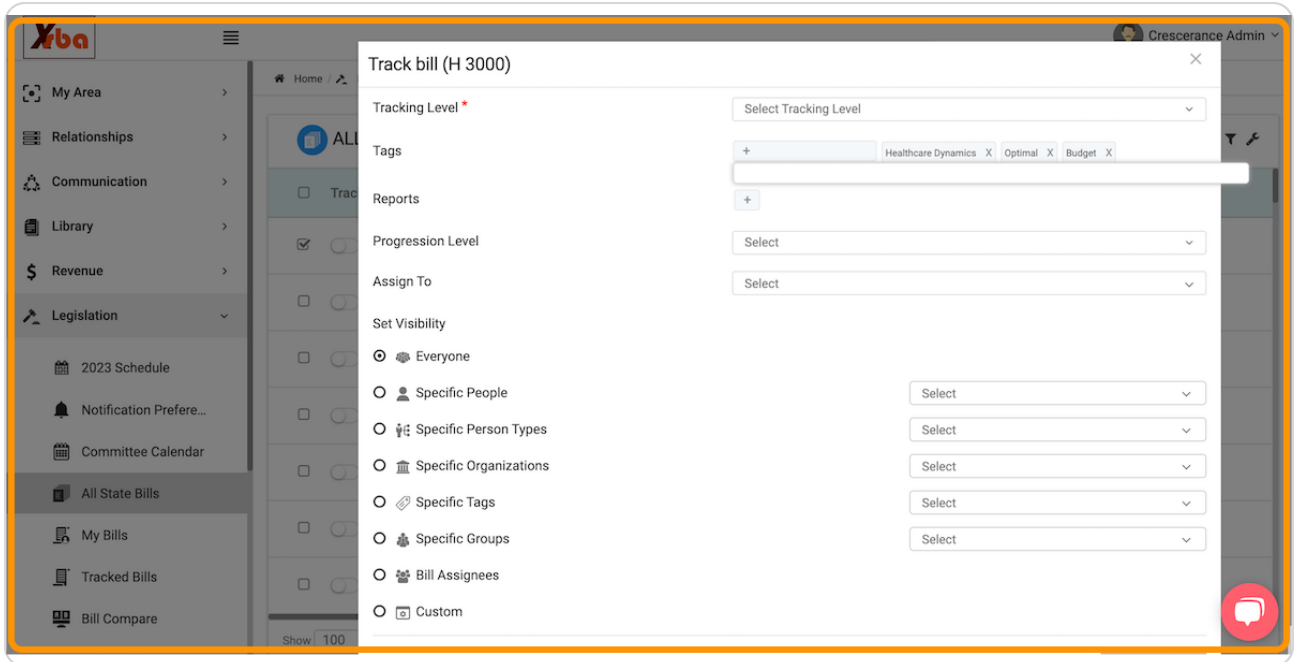 Xrba
Crescerance Admin
My Area
Relationships
Communication
Library
Revenue
Legislation
2023 Schedule
Notification Prefere...
Committee Calendar
All State Bills
My Bills
Tracked Bills
Bill Compare
Home /
ALL
Trac
Show 100
Track bill (H 3000)
Tracking Level *
Select Tracking Level
Tags
+ Healthcare Dynamics X Optimal X Budget X
Reports
+
Progression Level
Select
Assign To
Select
Set Visibility
Everyone
Specific People
Select
Specific Person Types
Select
Specific Organizations
Select
Specific Tags
Select
Specific Groups
Select
Bill Assignees
Custom